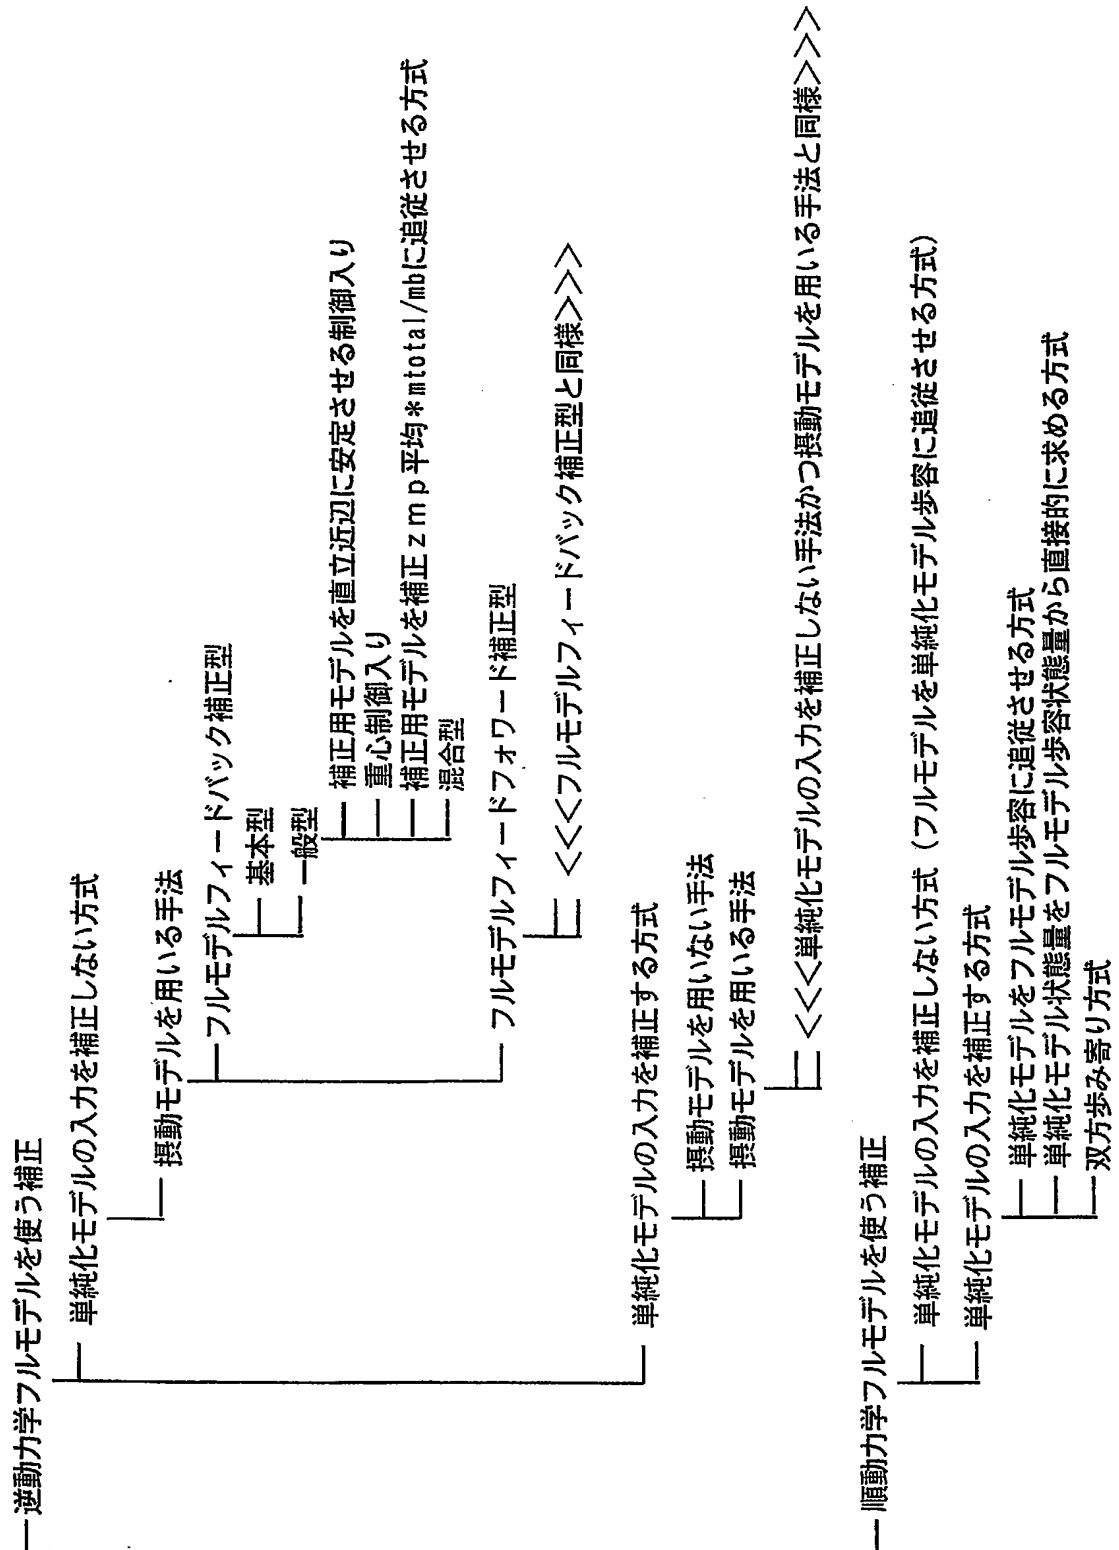 逆動力学フルモデルを使う補正
単純化モデルの入力を補正しない方式
摂動モデルを用いる手法
フルモデルフィードバック補正型
基本型
一般型
補正用モデルを直立近辺に安定させる制御入り
重心制御入り
補正用モデルを補正zmp平均*mtotal/mbに追従させる方式
混合型
フルモデルフィードフォワード補正型
<<<フルモデルフィードバック補正型と同様>>>
単純化モデルの入力を補正する方式
摂動モデルを用いない手法
摂動モデルを用いる手法
<<<単純化モデルの入力を補正しない手法かつ摂動モデルを用いる手法と同様>>>
順動力学フルモデルを使う補正
単純化モデルの入力を補正しない方式（フルモデルを単純化モデル歩容に追従させる方式）
単純化モデルの入力を補正する方式
単純化モデルをフルモデル歩容に追従させる方式
単純化モデル状態量をフルモデル歩容状態量から直接的に求める方式
双方歩み寄り方式